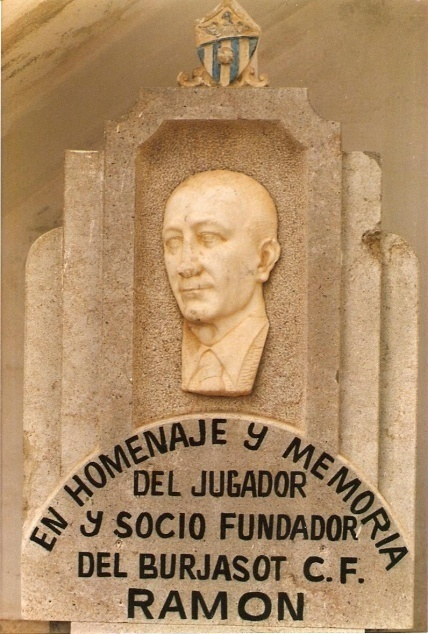 EN HOMENAJE Y MEMORIA
DEL JUGADOR
Y SOCIO FUNDADOR
DEL BURJASOT C.F.
RAMON